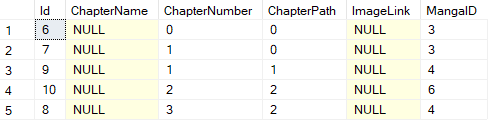 Id ChapterName ChapterNumber ChapterPath ImageLink MangaID
1 6 NULL 0 0 NULL 3
2 7 NULL 1 0 NULL 3
3 9 NULL 1 1 NULL 4
4 10 NULL 2 2 NULL 6
5 8 NULL 3 2 NULL 4